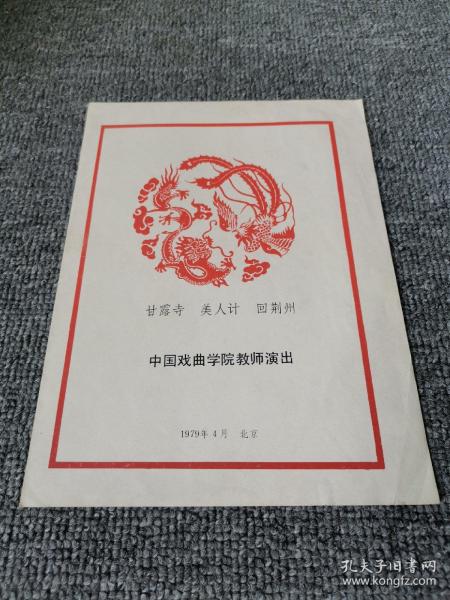 甘露寺 美人计 回荆州
中国戏曲学院教师演出
1979年4月 北京
孔夫子旧书网
www.kongfz.com